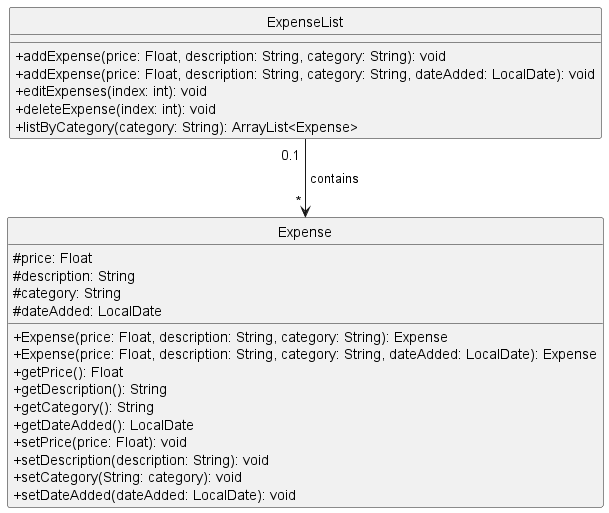 ExpenseList
+addExpense(price: Float, description: String, category: String): void
+addExpense(price: Float, description: String, category: String, dateAdded: LocalDate): void
+editExpenses(index: int): void
+deleteExpense(index: int): void
+listByCategory(category: String): ArrayList<Expense>
0.1
contains
*
Expense
#price: Float
#description: String
#category: String
#dateAdded: LocalDate
+Expense(price: Float, description: String, category: String): Expense
+Expense(price: Float, description: String, category: String, dateAdded: LocalDate): Expense
+getPrice(): Float
+getDescription(): String
+getCategory(): String
+getDateAdded(): LocalDate
+setPrice(price: Float): void
+setDescription(description: String): void
+setCategory(String: category): void
+setDateAdded(dateAdded: LocalDate): void